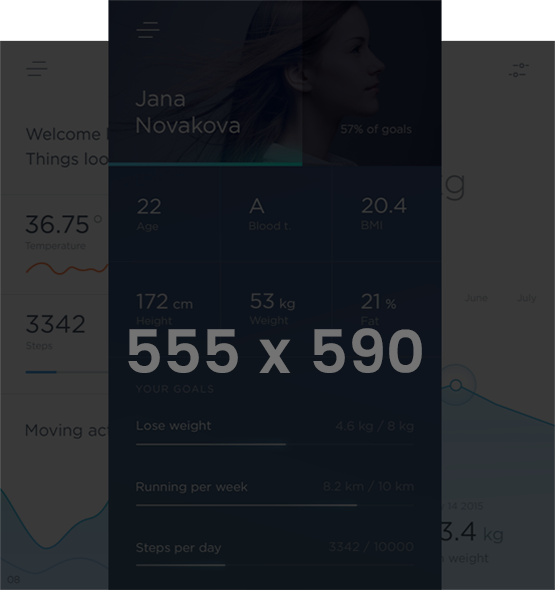 Jana
Novakova
57% of goals
Welcome
Things loo
36.75°
Temperature
3342
Steps
Moving act
08
22
Age
A
Blood t.
20.4
BMI
172 cm
Height
53 kg
Weight
21 %
Fat
555 x 590
YOUR GOALS
Lose weight
4.6 kg / 8 kg
Running per week
8.2 km / 10 km
Steps per day
3342 / 10000
kg
June
July
14 2015
3.4 kg
weight